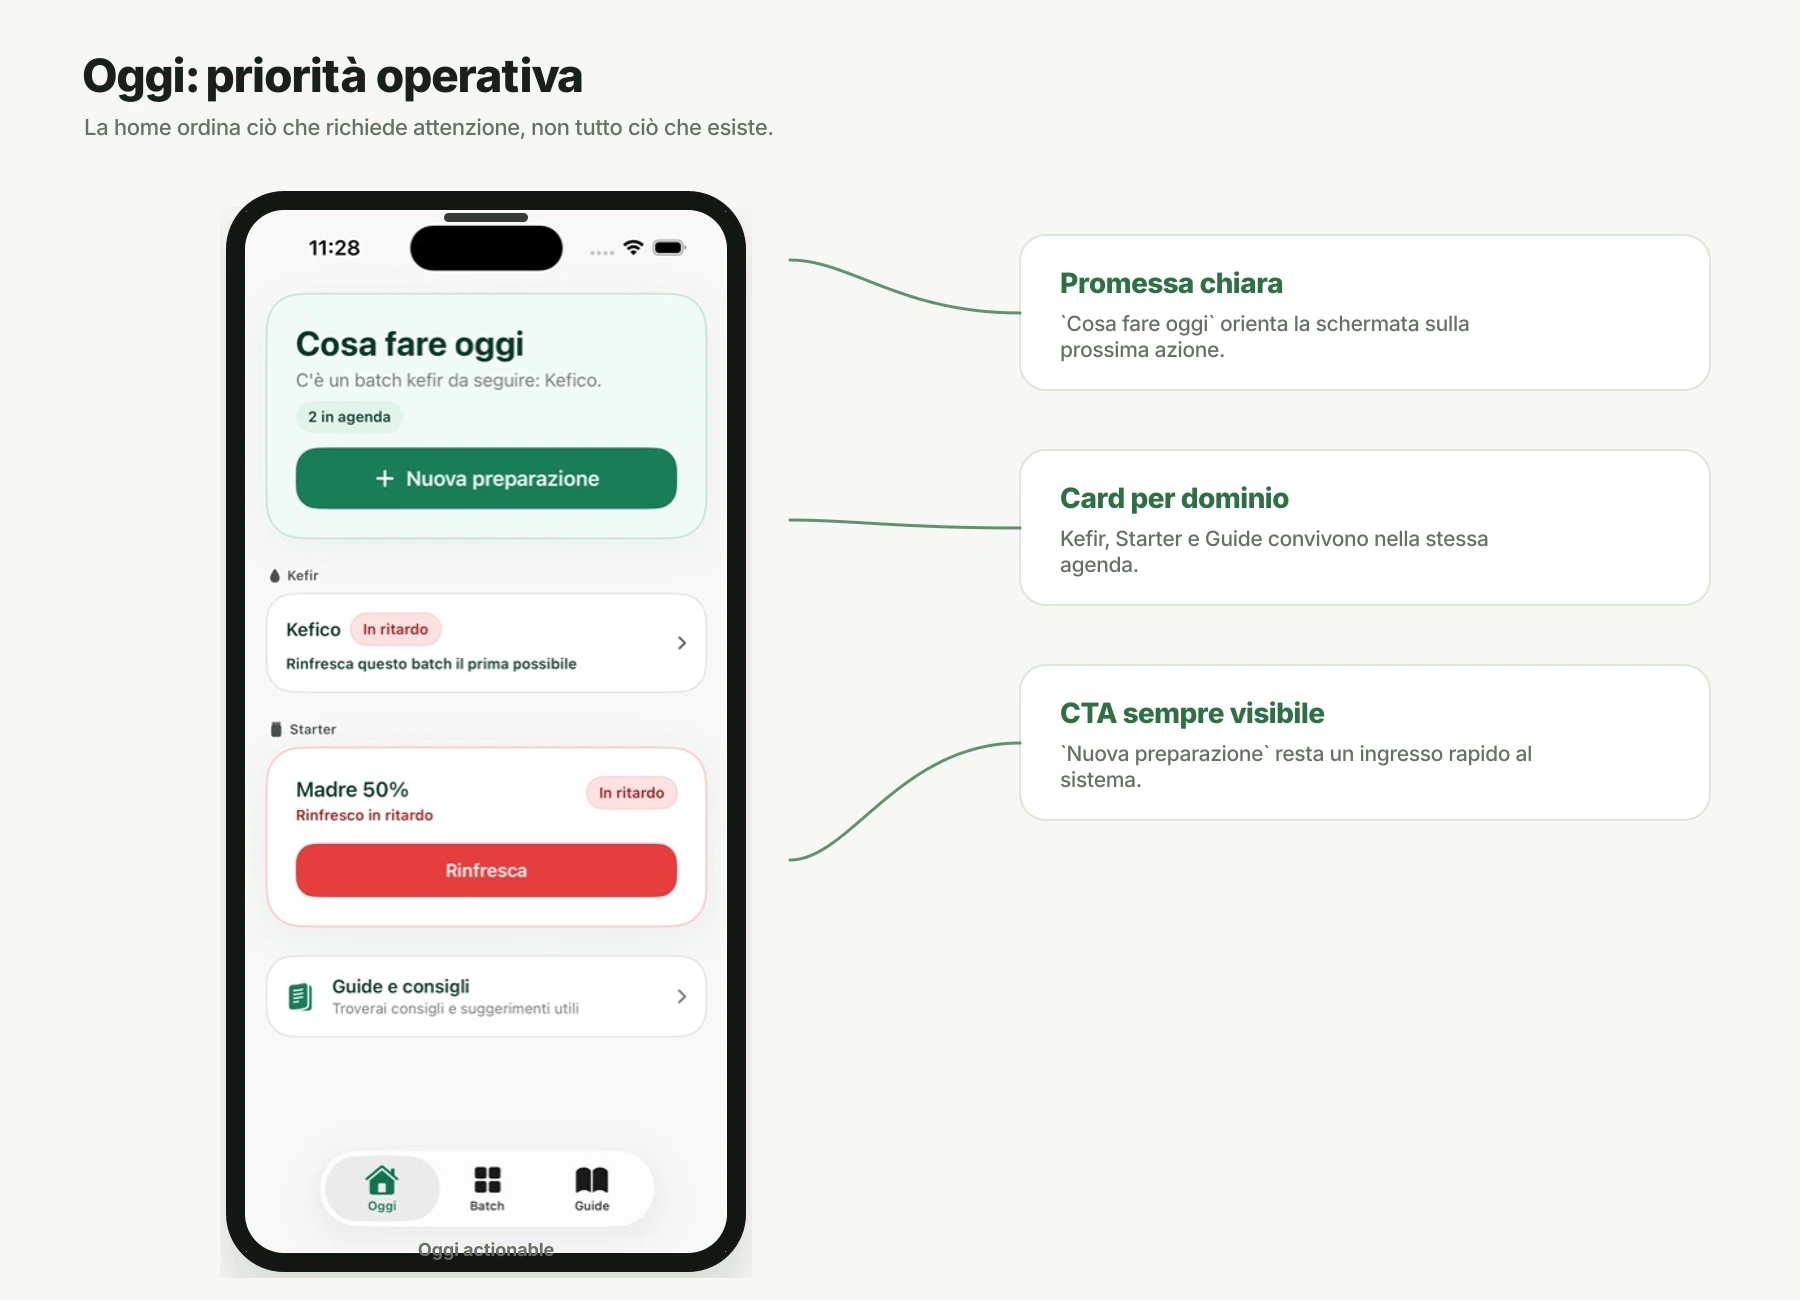 Oggi: priorità operativa
La home ordina ciò che richiede attenzione, non tutto ciò che esiste.
11:28
Cosa fare oggi
C'è un batch kefir da seguire: Kefico.
2 in agenda
+ Nuova preparazione
Kefir
Kefico In ritardo
Rinfresca questo batch il prima possibile
Starter
Madre 50% In ritardo
Rinfresco in ritardo
Rinfresca
Guide e consigli
Troverai consigli e suggerimenti utili
Oggi Batch Guide
Oggi actionable
Promessa chiara
`Cosa fare oggi` orienta la schermata sulla
prossima azione.
Card per dominio
Kefir, Starter e Guide convivono nella stessa
agenda.
CTA sempre visibile
`Nuova preparazione` resta un ingresso rapido al
sistema.